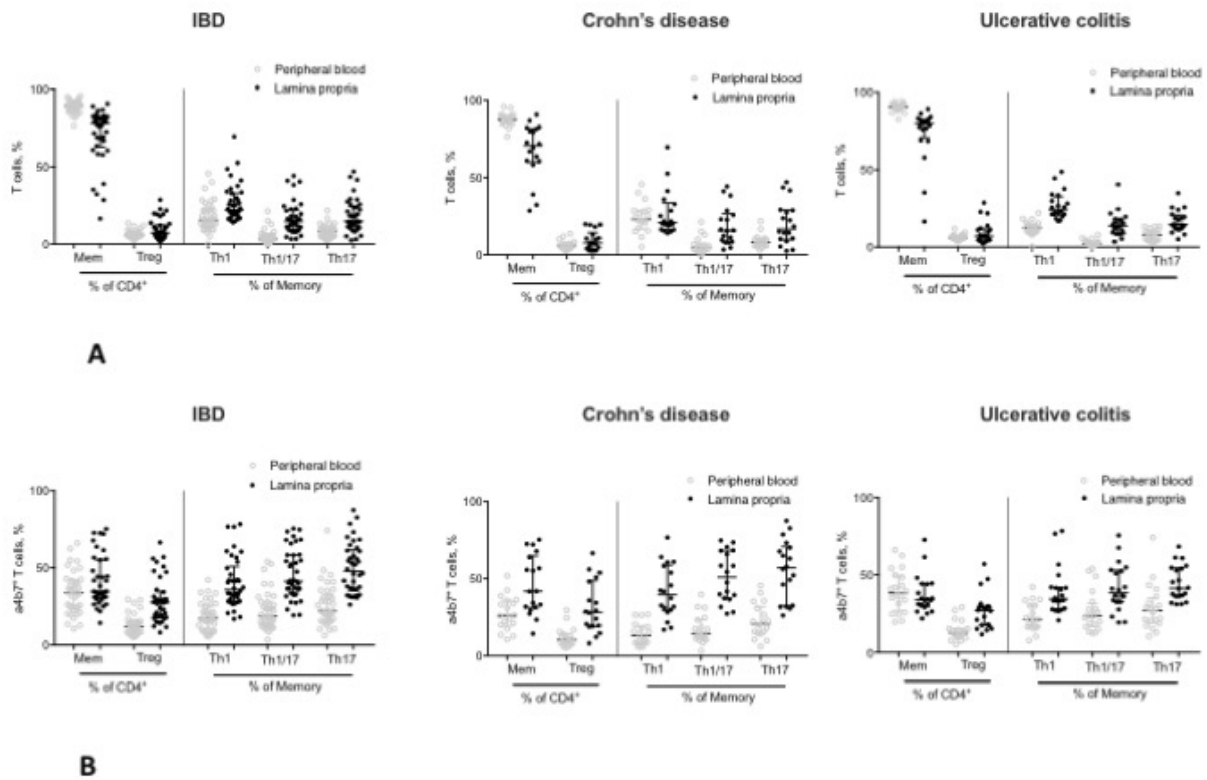 IBD
Peripheral blood
Lamina propria
T cells, %
100
50
0
Mem
Treg
Th1
Th1/17
Th17
% of CD4⁺
% of Memory
Crohn's disease
Peripheral blood
Lamina propria
T cells, %
100
50
0
Mem
Treg
Th1
Th1/17
Th17
% of CD4⁺
% of Memory
Ulcerative colitis
Peripheral blood
Lamina propria
T cells, %
100
50
0
Mem
Treg
Th1
Th1/17
Th17
% of CD4⁺
% of Memory
A
IBD
Peripheral blood
Lamina propria
a4b7⁺ T cells, %
100
50
0
Mem
Treg
Th1
Th1/17
Th17
% of CD4⁺
% of Memory
Crohn's disease
Peripheral blood
Lamina propria
a4b7⁺ T cells, %
100
50
0
Mem
Treg
Th1
Th1/17
Th17
% of CD4⁺
% of Memory
Ulcerative colitis
Peripheral blood
Lamina propria
a4b7⁺ T cells, %
100
50
0
Mem
Treg
Th1
Th1/17
Th17
% of CD4⁺
% of Memory
B